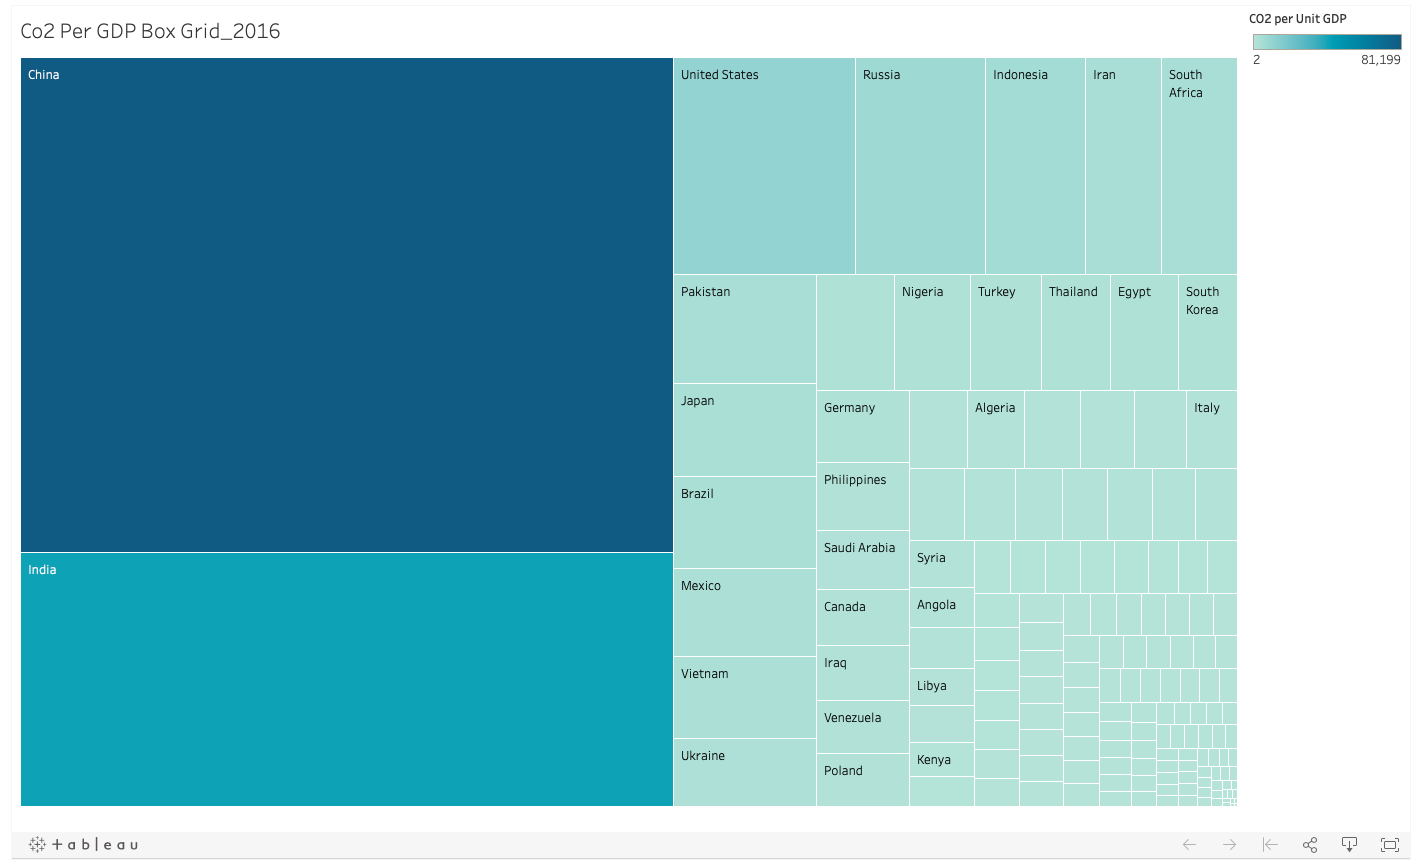 Co2 Per GDP Box Grid_2016
CO2 per Unit GDP
2
81,199
China
United States
Russia
Indonesia
Iran
South
Africa
Pakistan
Nigeria
Turkey
Thailand
Egypt
South
Korea
Japan
Germany
Algeria
Italy
Brazil
Philippines
Saudi Arabia
Syria
India
Mexico
Canada
Angola
Vietnam
Iraq
Libya
Ukraine
Venezuela
Kenya
Poland
+ a b l e a u